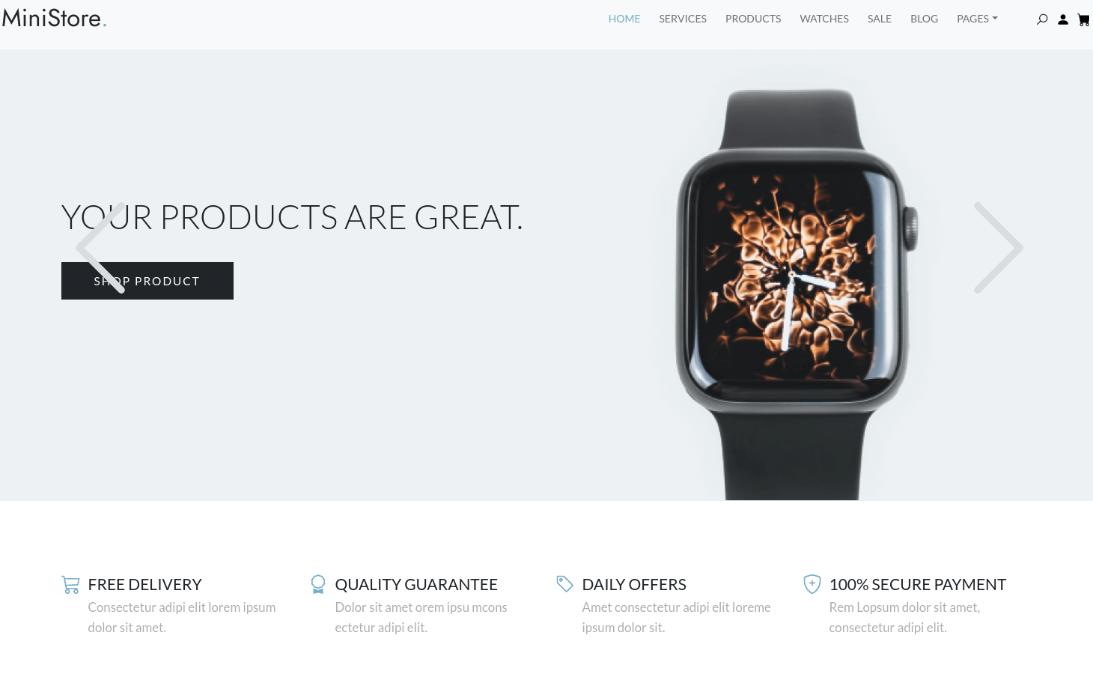 MiniStore.
HOME SERVICES PRODUCTS WATCHES SALE BLOG PAGES
YOUR PRODUCTS ARE GREAT.
SHOP PRODUCT
FREE DELIVERY
Consectetur adipi elit lorem ipsum
dolor sit amet.
QUALITY GUARANTEE
Dolor sit amet orem ipsu mcons
ectetur adipi elit.
DAILY OFFERS
Amet consectetur adipi elit loreme
ipsum dolor sit.
100% SECURE PAYMENT
Rem Lopsum dolor sit amet,
consectetur adipi elit.